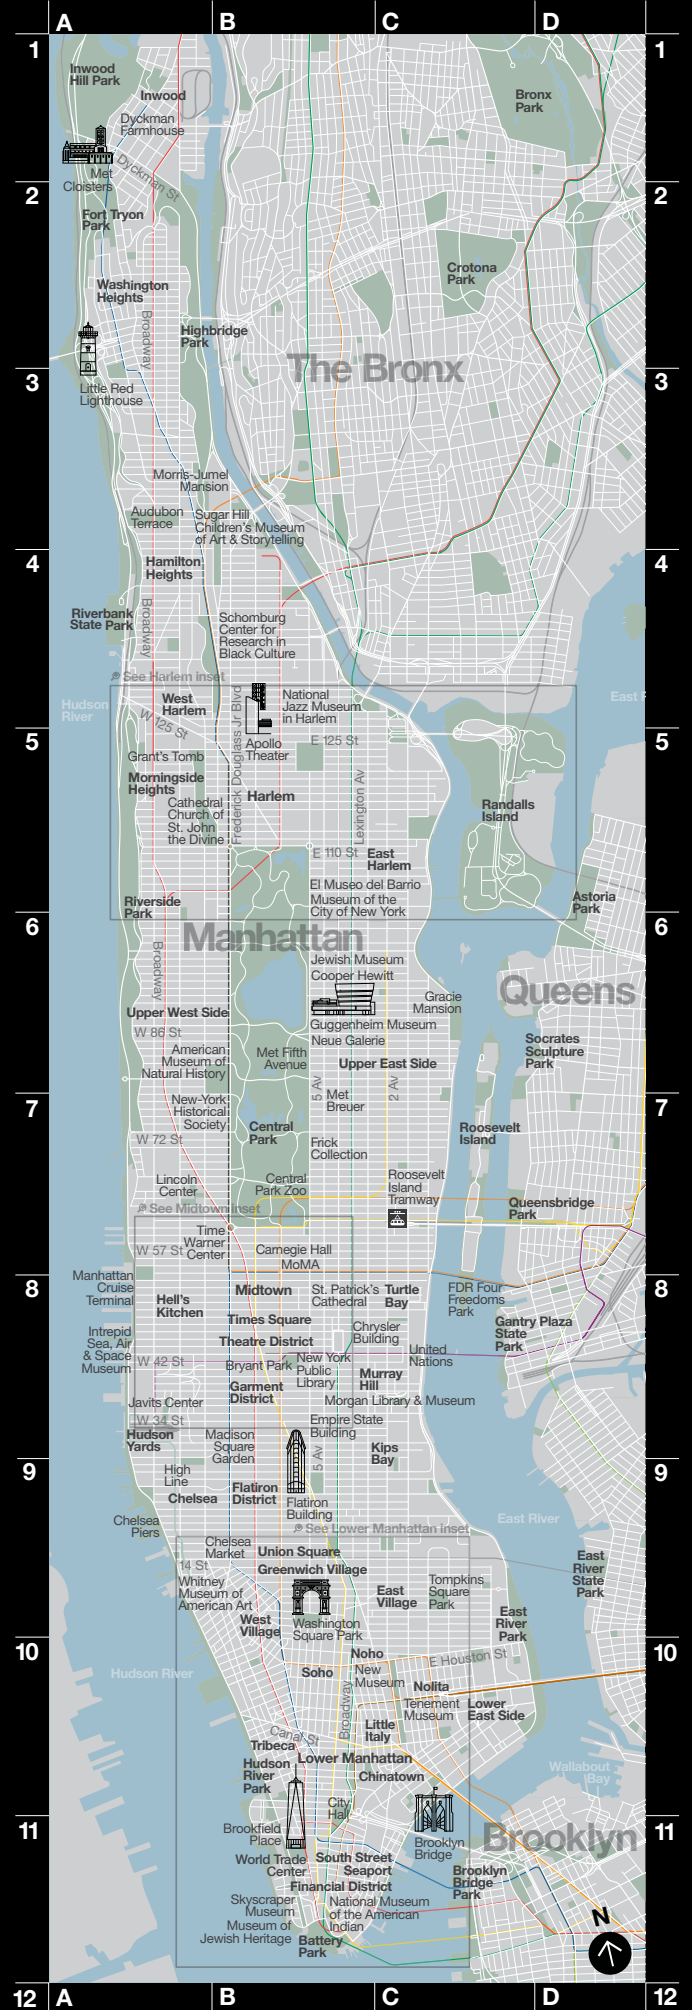 A B C D
1 1
Inwood
Hill Park
Inwood
Bronx
Park
Dyckman
Farmhouse
Met
Cloisters
Dyckman St
2 2
Fort Tryon
Park
Crotona
Park
Washington
Heights
Broadway
Highbridge
Park
The Bronx
3 3
Little Red
Lighthouse
Morris-Jumel
Mansion
Audubon
Terrace
Sugar Hill
Children's Museum
of Art & Storytelling
4 4
Hamilton
Heights
Riverbank
State Park
Broadway
Schomburg
Center for
Research in
Black Culture
See Harlem Inset
Hudson
River
West
Harlem
W 125 St
Frederick Douglass Jr Blvd
National
Jazz Museum
in Harlem
East R
5 5
Apollo
Theater
E 125 St
Grant's Tomb
Morningside
Heights
Harlem
Lexington Av
Cathedral
Church of
St. John
the Divine
Randalls
Island
E 110 St
East
Harlem
El Museo del Barrio
Museum of the
City of New York
Riverside
Park
Astoria
Park
6 6
Manhattan
Broadway
Jewish Museum
Cooper Hewitt
Gracie
Mansion
Queens
Upper West Side
W 86 St
Guggenheim Museum
Neue Galerie
American
Museum of
Natural History
Met Fifth
Avenue
Upper East Side
Socrates
Sculpture
Park
5 Av
Met
Breuer
2 Av
7 7
New-York
Historical
Society
Central
Park
W 72 St
Frick
Collection
Roosevelt
Island
Lincoln
Center
Central
Park Zoo
Roosevelt
Island
Tramway
See Midtown Inset
Queensbridge
Park
Time
Warner
Center
W 57 St
Carnegie Hall
MoMA
8 8
Manhattan
Cruise
Terminal
Hell's
Kitchen
Midtown
St. Patrick's
Cathedral
Turtle
Bay
FDR Four
Freedoms
Park
Times Square
Gantry Plaza
State
Park
Intrepid
Sea, Air
& Space
Museum
Theatre District
Chrysler
Building
W 42 St
Bryant Park
New York
Public
Library
United
Nations
Garment
District
Murray
Hill
Javits Center
Morgan Library & Museum
W 34 St
Empire State
Building
Hudson
Yards
Madison
Square
Garden
5 Av
Kips
Bay
9 9
High
Line
Chelsea
Flatiron
District
Flatiron
Building
Chelsea
Piers
East River
See Lower Manhattan Inset
Chelsea
Market
Union Square
14 St
Greenwich Village
East
River
State
Park
Whitney
Museum of
American Art
East
Village
Tompkins
Square
Park
West
Village
Washington
Square Park
East
River
Park
10 10
Noho
E Houston St
Hudson River
Soho
New
Museum
Nolita
Broadway
Tenement
Museum
Lower
East Side
Canal St
Little
Italy
Tribeca
Lower Manhattan
Hudson
River
Park
Chinatown
Wallabout
Bay
City
Hall
11 11
Brookfield
Place
Brooklyn
Bridge
Brooklyn
World Trade
Center
South Street
Seaport
Brooklyn
Bridge
Park
Financial District
Skyscraper
Museum
National Museum
of the American
Indian
Museum of
Jewish Heritage
Battery
Park
N
12 A B C D 12